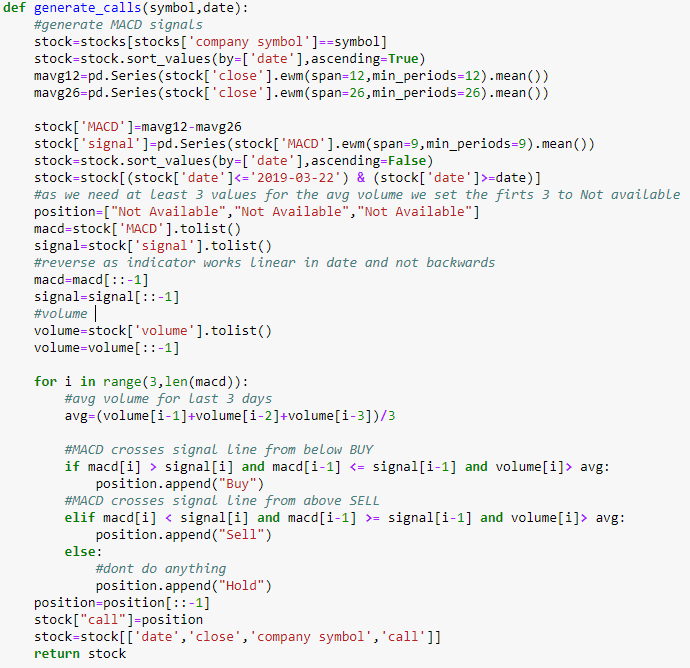 def generate_calls(symbol,date):
    #generate MACD signals
    stock=stocks[stocks['company symbol']==symbol]
    stock=stock.sort_values(by=['date'],ascending=True)
    mavg12=pd.Series(stock['close'].ewm(span=12,min_periods=12).mean())
    mavg26=pd.Series(stock['close'].ewm(span=26,min_periods=26).mean())

    stock['MACD']=mavg12-mavg26
    stock['signal']=pd.Series(stock['MACD'].ewm(span=9,min_periods=9).mean())
    stock=stock.sort_values(by=['date'],ascending=False)
    stock=stock[(stock['date']<='2019-03-22') & (stock['date']>=date)]
    #as we need at least 3 values for the avg volume we set the firts 3 to Not available
    position=["Not Available","Not Available","Not Available"]
    macd=stock['MACD'].tolist()
    signal=stock['signal'].tolist()
    #reverse as indicator works linear in date and not backwards
    macd=macd[::-1]
    signal=signal[::-1]
    #volume
    volume=stock['volume'].tolist()
    volume=volume[::-1]

    for i in range(3,len(macd)):
        #avg volume for last 3 days
        avg=(volume[i-1]+volume[i-2]+volume[i-3])/3

        #MACD crosses signal line from below BUY
        if macd[i] > signal[i] and macd[i-1] <= signal[i-1] and volume[i]> avg:
            position.append("Buy")
        #MACD crosses signal line from above SELL
        elif macd[i] < signal[i] and macd[i-1] >= signal[i-1] and volume[i]> avg:
            position.append("Sell")
        else:
            #dont do anything
            position.append("Hold")
    position=position[::-1]
    stock["call"]=position
    stock=stock[['date','close','company symbol','call']]
    return stock